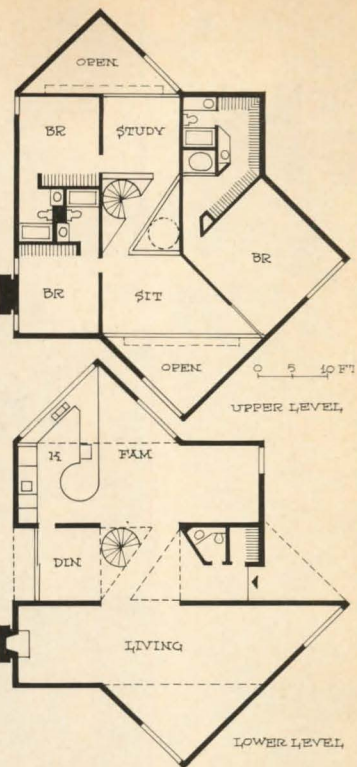 OPEN
BR
STUDY
BR
SIT
BR
OPEN
0 5 10 FT
UPPER LEVEL
K
FAM
DIN
LIVING
LOWER LEVEL